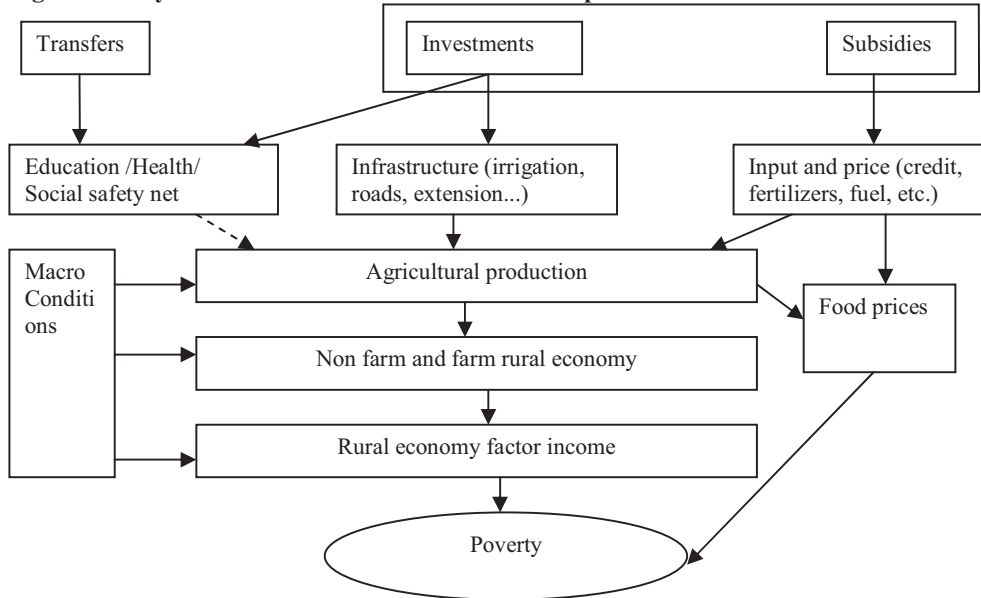 Transfers
Investments
Subsidies
Education /Health/
Social safety net
Infrastructure (irrigation,
roads, extension...)
Input and price (credit,
fertilizers, fuel, etc.)
Macro
Conditi
ons
Agricultural production
Food prices
Non farm and farm rural economy
Rural economy factor income
Poverty